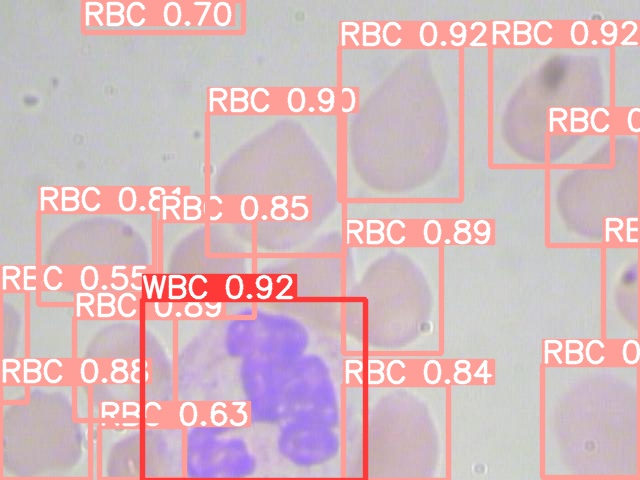 RBC 0.70
RBC 0.92
RBC 0.92
RBC 0.90
RBC
RBC 0.81
RBC 0.85
RBC 0.89
RBC 0.55
WBC 0.92
RBC 0.89
RBC 0.88
RBC 0.84
RBC
RBC 0.63